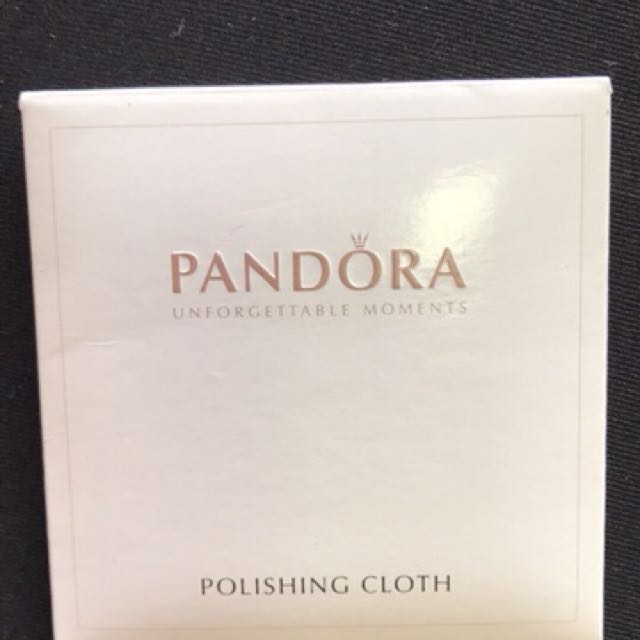 PANDORA
UNFORGETTABLE MOMENTS
POLISHING CLOTH